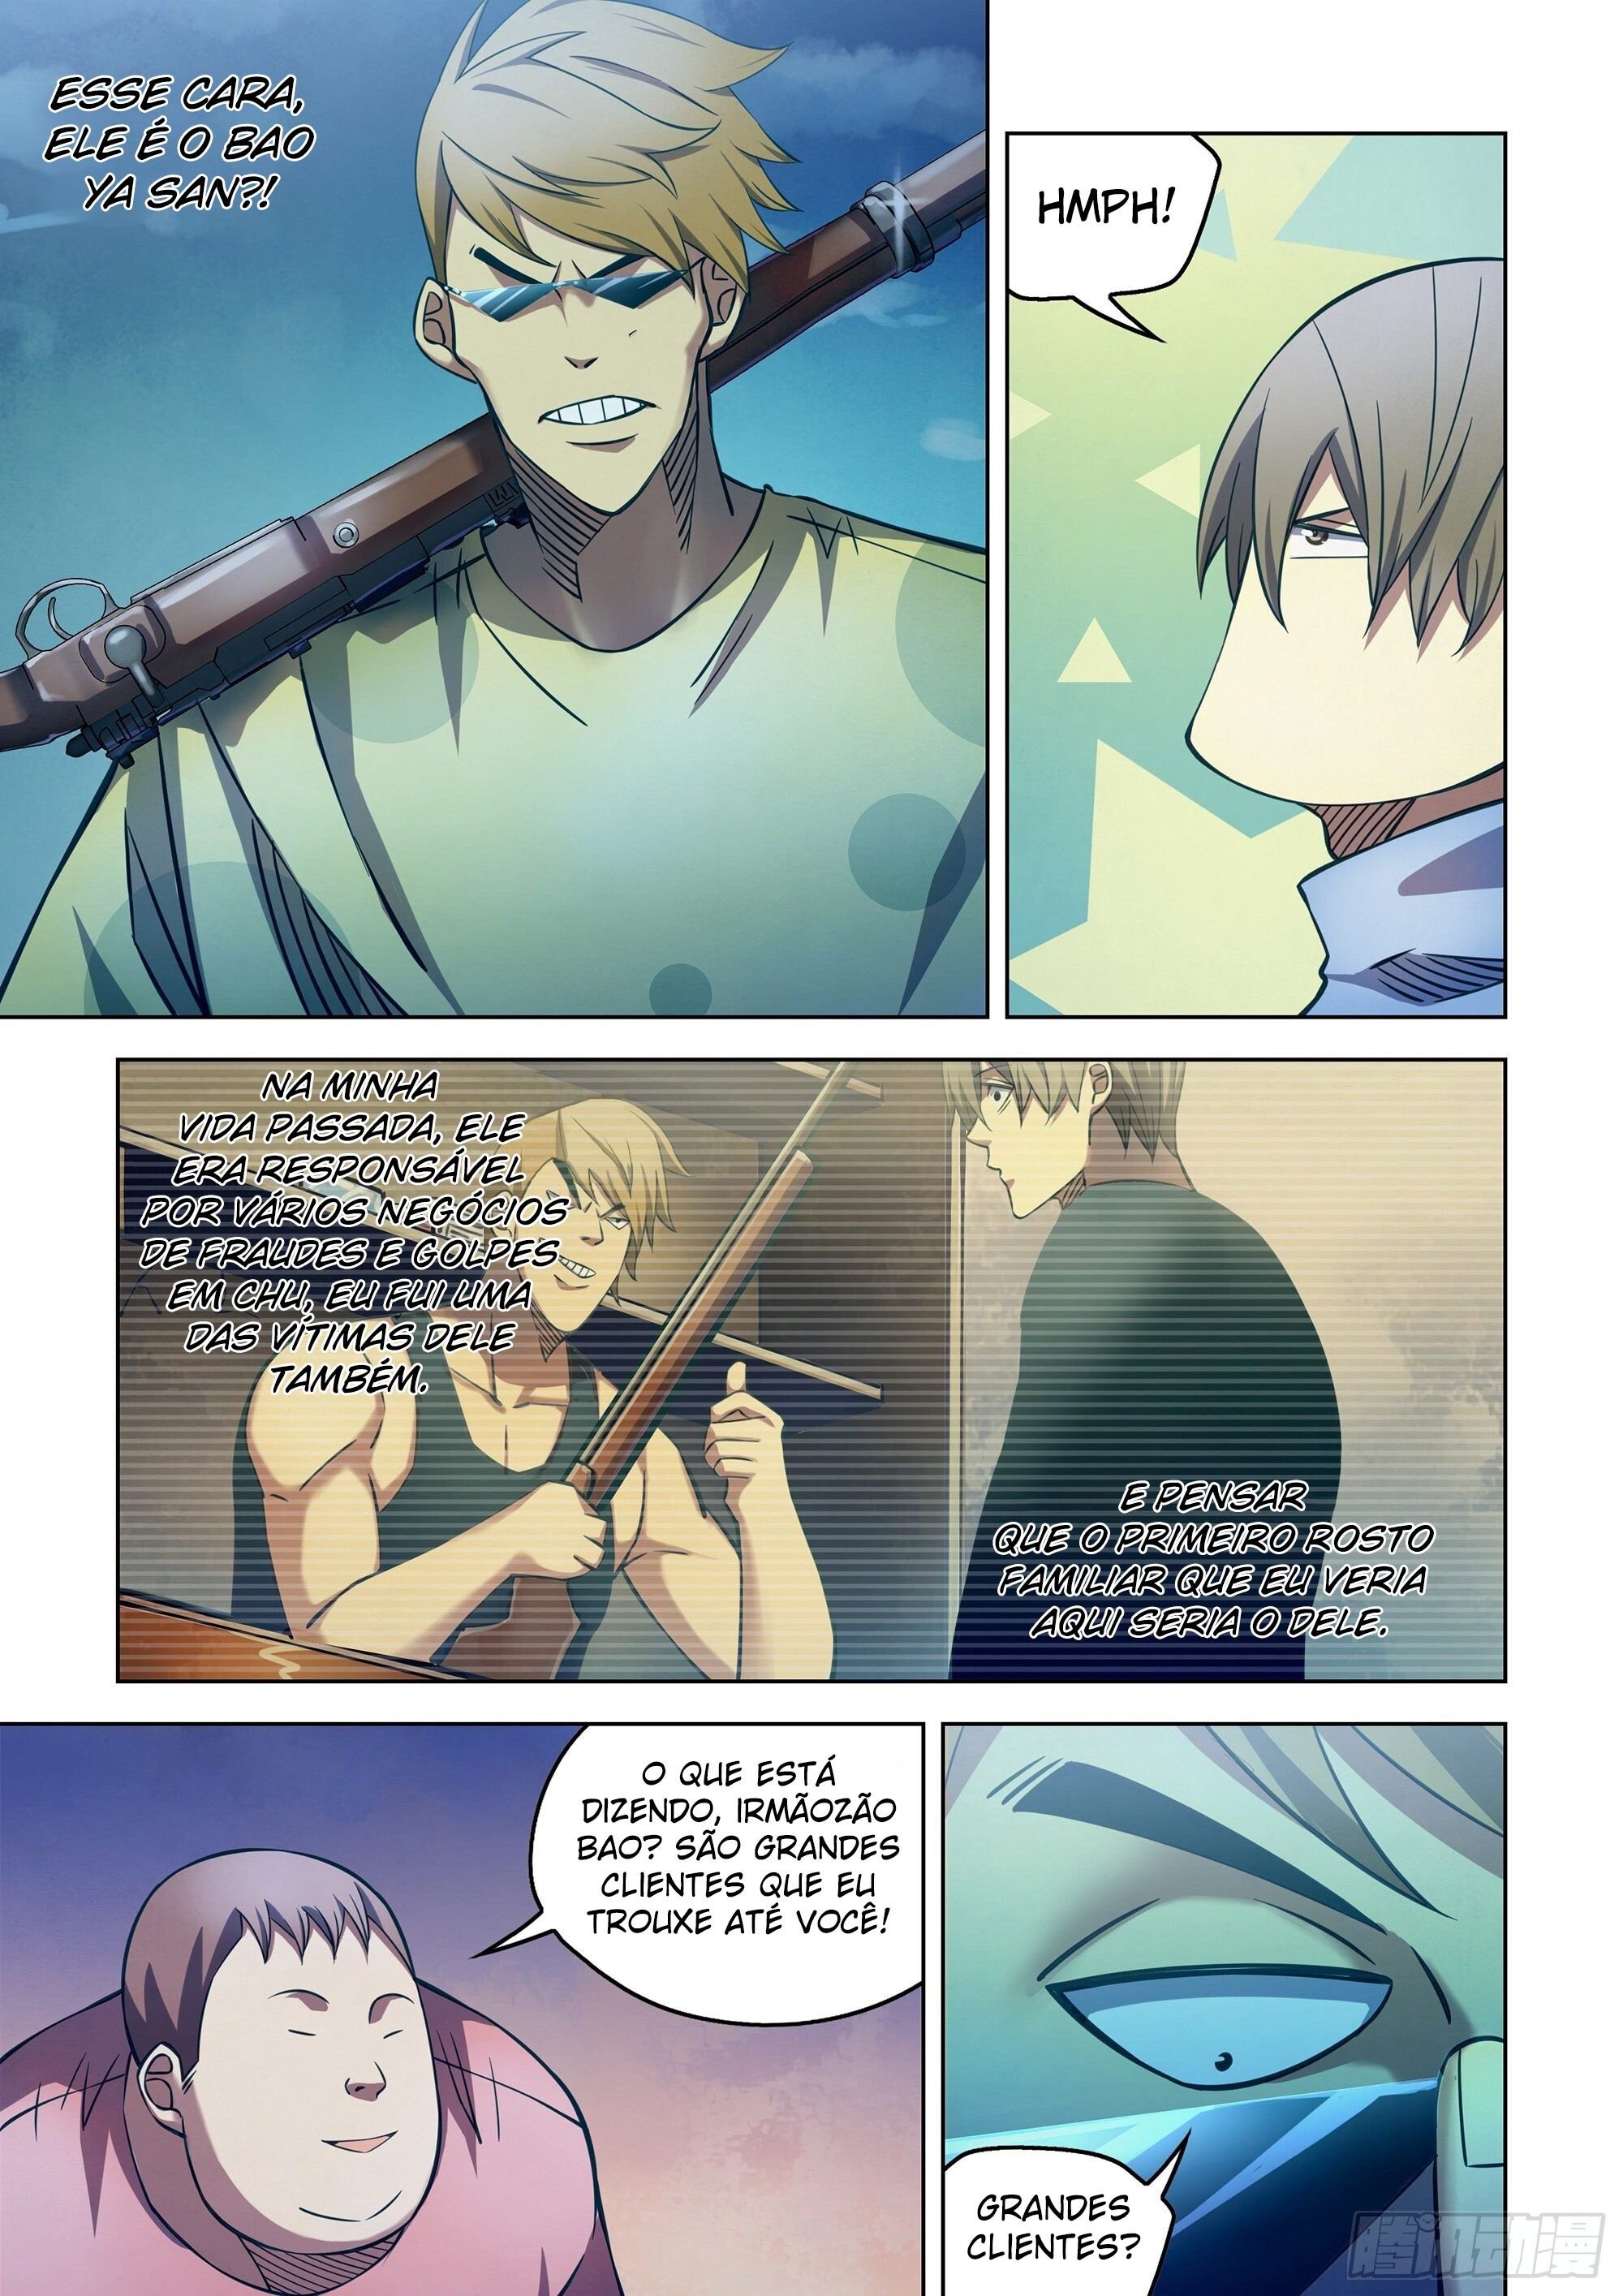 ESSE CARA,
ELE É O BAO
YA SAN?!
HMPH!
NA MINHA
VIDA PASSADA, ELE
ERA RESPONSÁVEL
POR VÁRIOS NEGÓCIOS
DE FRAUDES E GOLPES
EM CHU, EU FUI UMA
DAS VÍTIMAS DELE
TAMBÉM.
E PENSAR
QUE O PRIMEIRO ROSTO
FAMILIAR QUE EU VERIA
AQUI SERIA O DELE.
O QUE ESTÁ
DIZENDO, IRMÃOZÃO
BAO? SÃO GRANDES
CLIENTES QUE EU
TROUXE ATÉ VOCÊ!
GRANDES
CLIENTES?
腾讯动漫